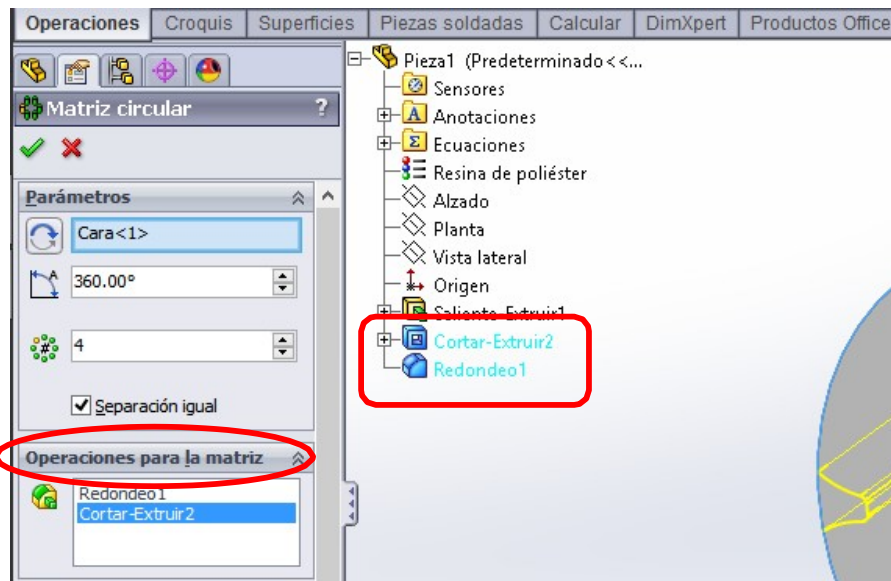 Operaciones Croquis Superficies Piezas soldadas Calcular DimXpert Productos Office
Matriz circular ?
Parámetros
Cara<1>
360.00º
4
Separación igual
Operaciones para la matriz
Redondeo1
Cortar-Extruir2
Pieza1 (Predeterminado<<...
Sensores
Anotaciones
Ecuaciones
Resina de poliéster
Alzado
Planta
Vista lateral
Origen
Saliente-Extruir1
Cortar-Extruir2
Redondeo1